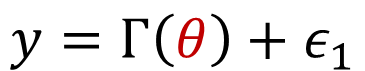 y = Γ(θ) + ϵ₁